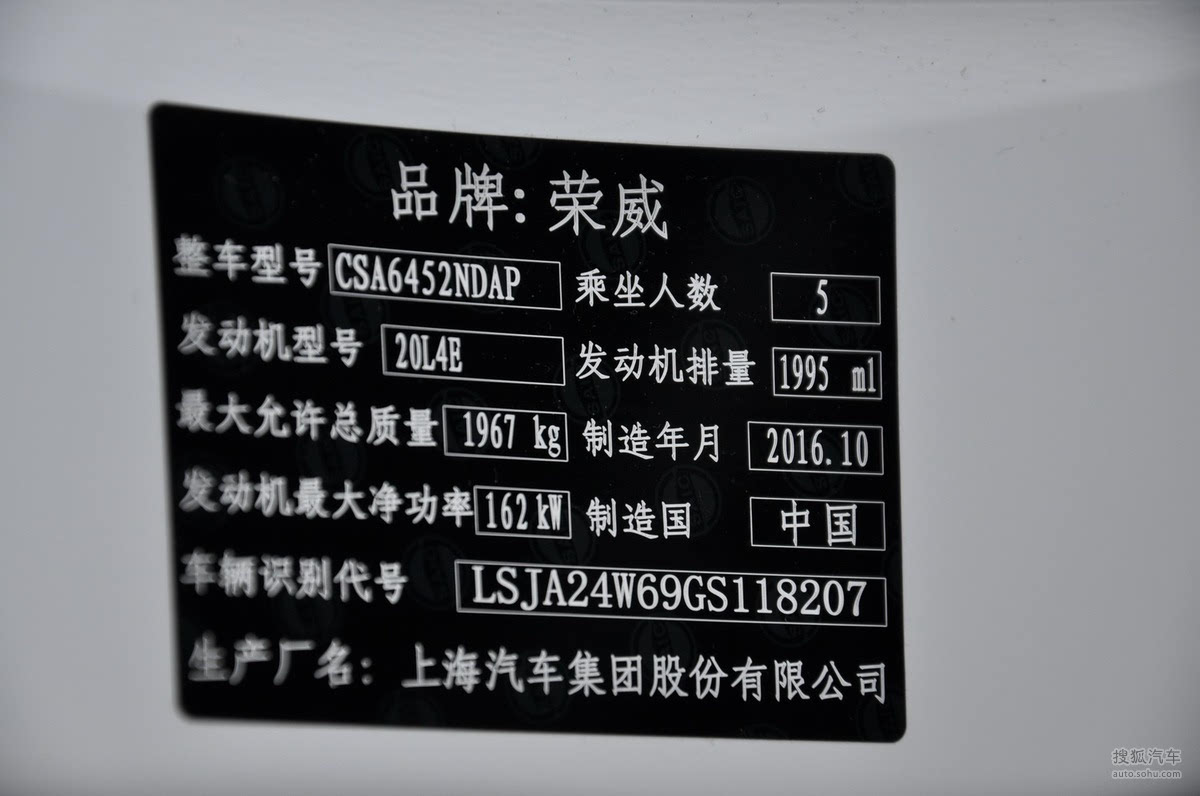 品牌:荣威
整车型号 CSA6452NDAP 乘坐人数 5
发动机型号 20L4E 发动机排量 1995 ml
最大允许总质量 1967 kg 制造年月 2016.10
发动机最大净功率 162 kW 制造国 中国
车辆识别代号 LSJA24W69GS118207
生产厂名: 上海汽车集团股份有限公司
搜狐汽车
auto.sohu.com